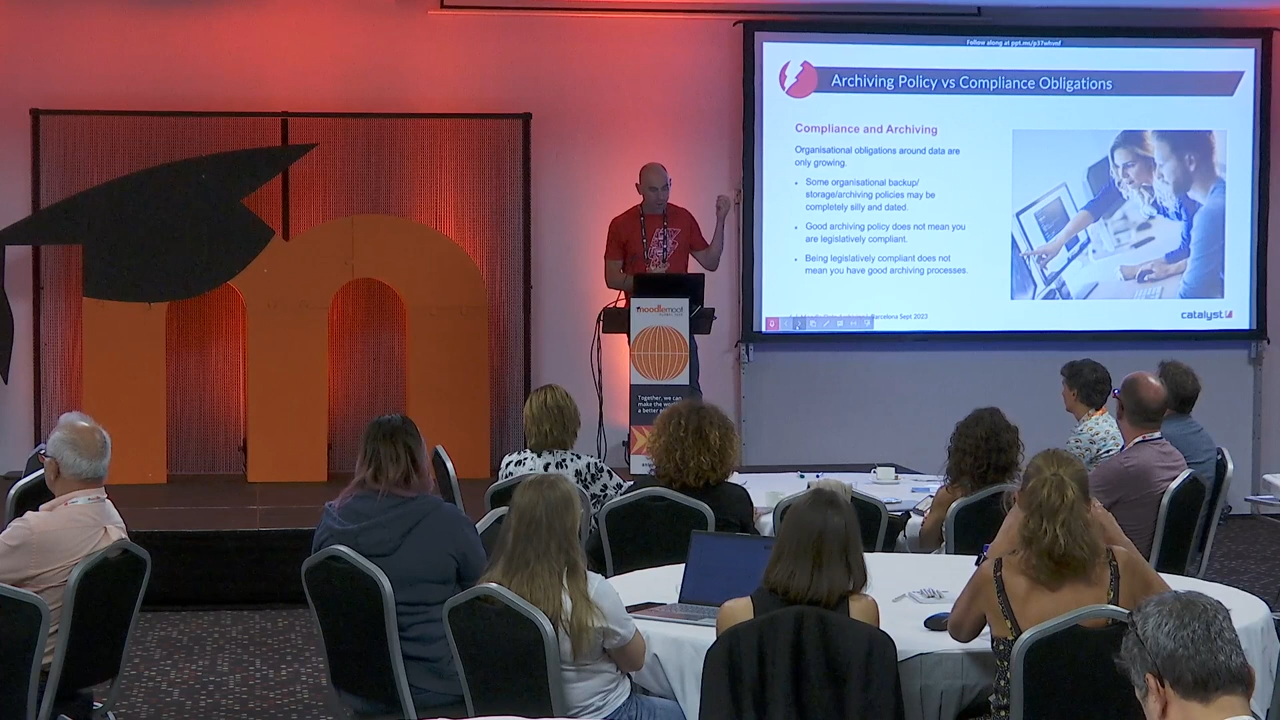 Follow along at ppt.ms/p37whvnf
Archiving Policy vs Compliance Obligations
Compliance and Archiving
Organisational obligations around data are
only growing.
• Some organisational backup/
storage/archiving policies may be
completely silly and dated.
• Good archiving policy does not mean you
are legislatively compliant.
• Being legislatively compliant does not
mean you have good archiving processes.
Barcelona Sept 2023
catalyst
moodlemoot
Together, we can
make the
a better
m